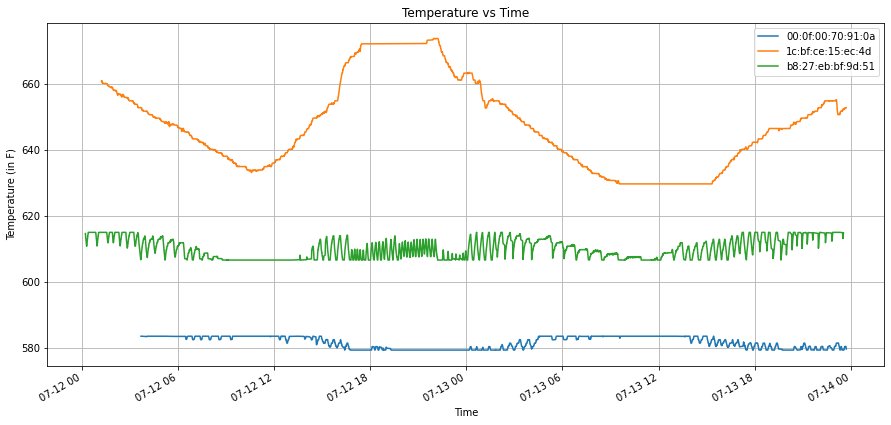 Temperature vs Time
00:0f:00:70:91:0a
1c:bf:ce:15:ec:4d
b8:27:eb:bf:9d:51
Temperature (in F)
660
640
620
600
580
07-12 00
07-12 06
07-12 12
07-12 18
07-13 00
07-13 06
07-13 12
07-13 18
07-14 00
Time